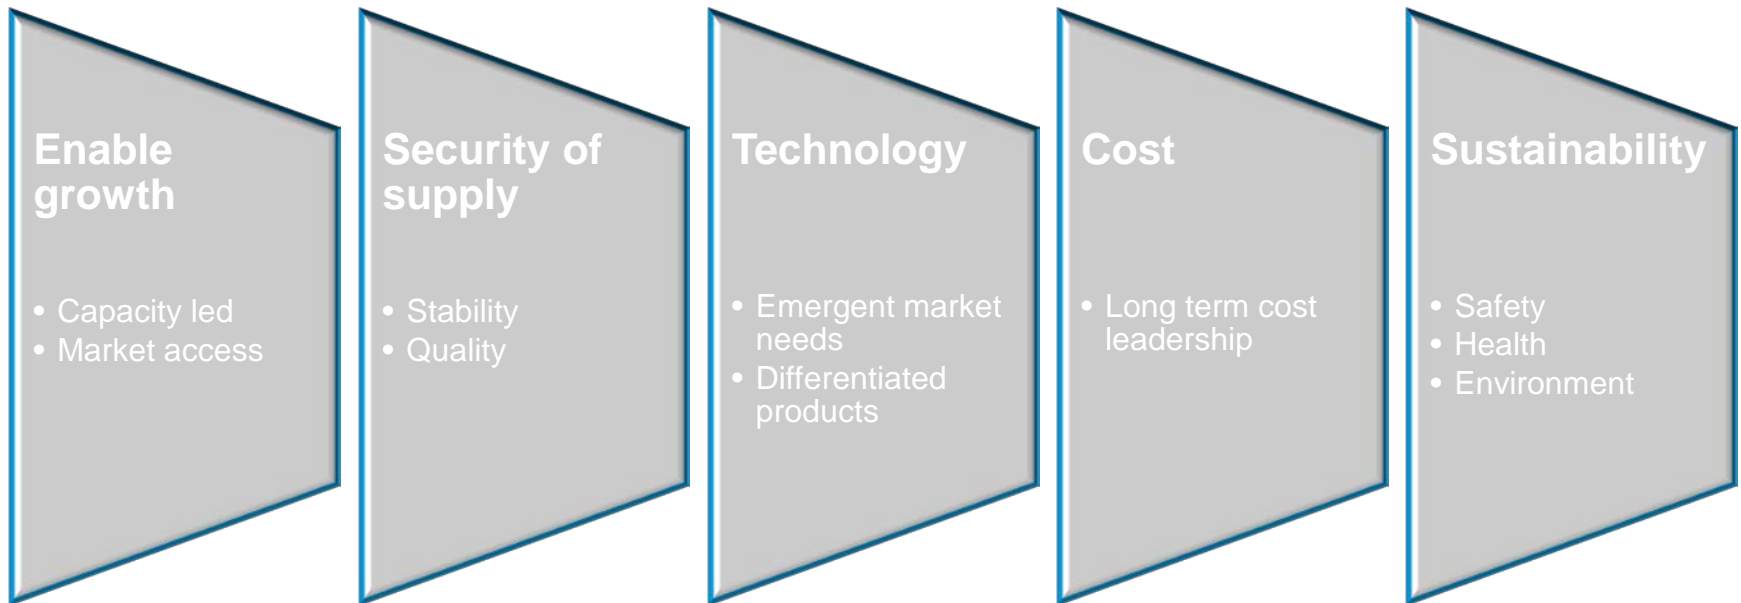 Enable
growth
• Capacity led
• Market access
Security of
supply
• Stability
• Quality
Technology
• Emergent market
needs
• Differentiated
products
Cost
• Long term cost
leadership
Sustainability
• Safety
• Health
• Environment